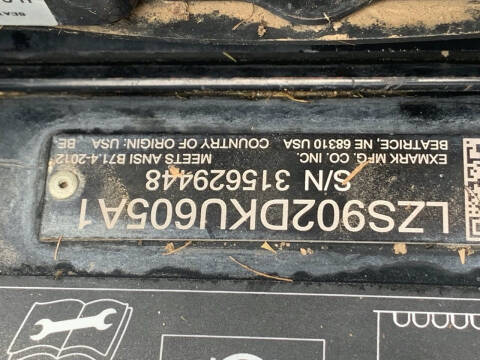 LZS902DKU605A1
S/N 315629448
EXMARK MFG. CO. INC.
BEATRICE, NE 68310 USA
MEETS ANSI B71.4-2012
COUNTRY OF ORIGIN: USA
BE